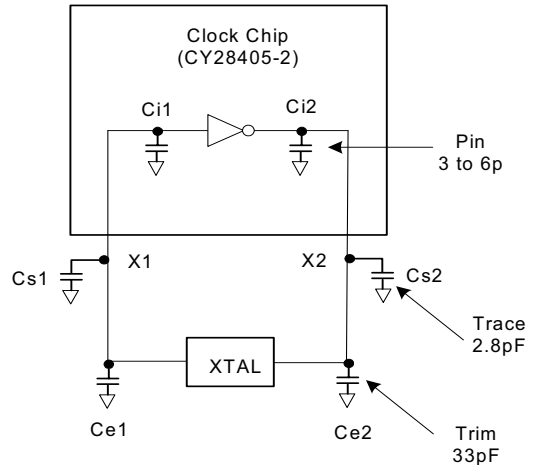 Clock Chip
(CY28405-2)
Ci1
Ci2
Pin
3 to 6p
X1
X2
Cs1
Cs2
Trace
2.8pF
XTAL
Ce1
Ce2
Trim
33pF